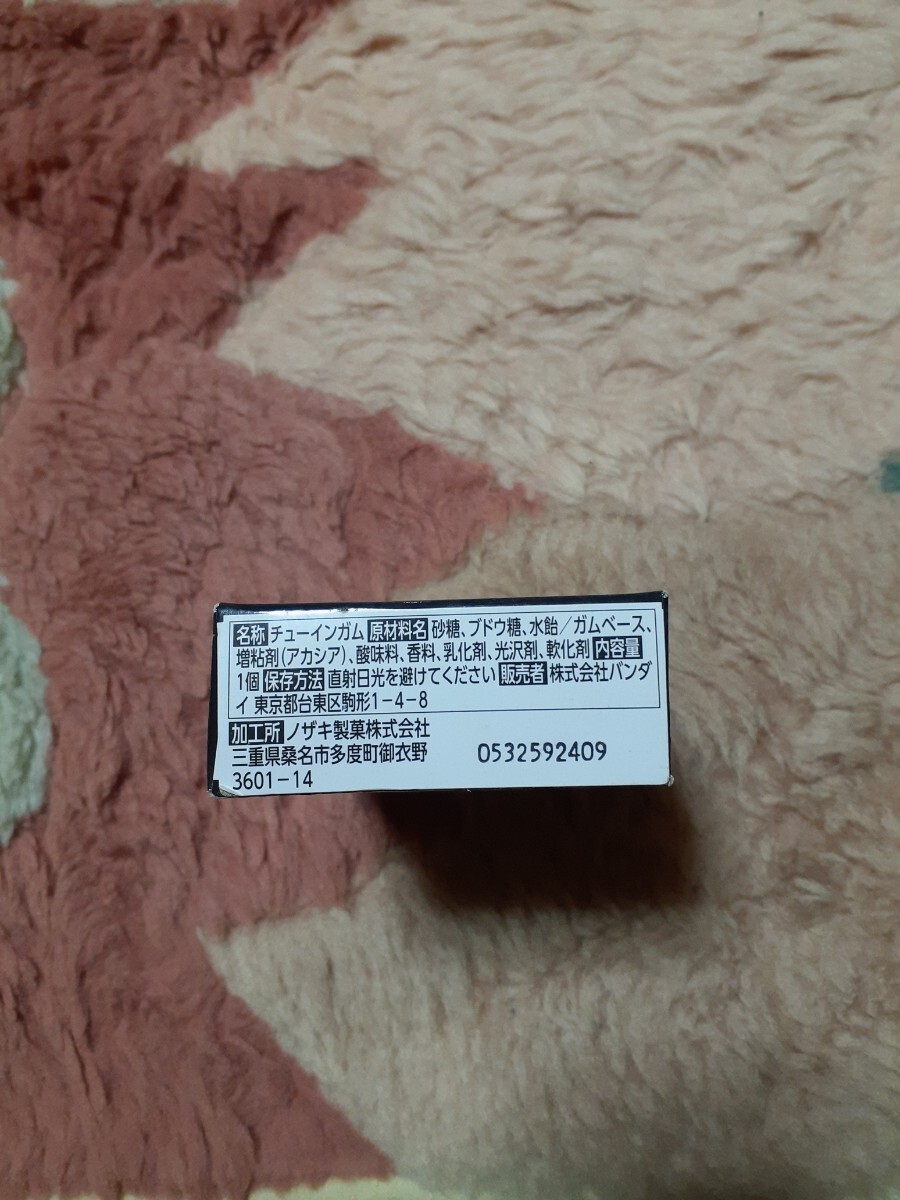 名称 チューインガム 原材料名 砂糖、ブドウ糖、水飴／ガムベース、
増粘剤(アカシア)、酸味料、香料、乳化剤、光沢剤、軟化剤 内容量
1個 保存方法 直射日光を避けてください 販売者 株式会社バンダ
イ 東京都台東区駒形1-4-8
加工所 ノザキ製菓株式会社
三重県桑名市多度町御衣野
3601-14
0532592409